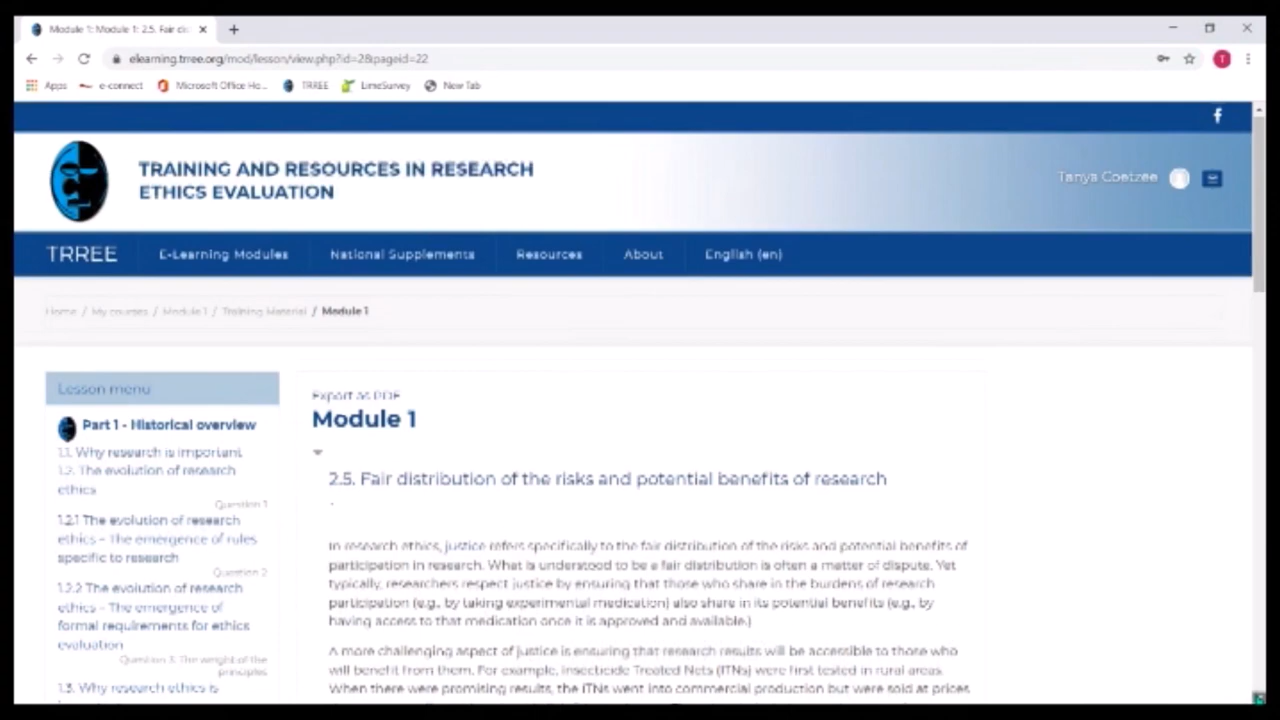 Module 1: Module 1: 2.5. Fair di
elearning.trree.org/mod/lesson/view.php?id=28&pageid=22
T
Apps e-connect Microsoft Office Ho... TRREE LimeSurvey New Tab
TRAINING AND RESOURCES IN RESEARCH
ETHICS EVALUATION
Tanya Coetzee
TRREE E-Learning Modules National Supplements Resources About English (en)
Home / My courses / Module 1 / Training Material / Module 1
Lesson menu
Part 1 - Historical overview
1.1. Why research is important
1.2. The evolution of research
ethics
Question 1
1.2.1 The evolution of research
ethics – The emergence of rules
specific to research
Question 2
1.2.2 The evolution of research
ethics – The emergence of
formal requirements for ethics
evaluation
Question 3. The weight of the
principles
1.3. Why research ethics is
Export as PDF
Module 1
2.5. Fair distribution of the risks and potential benefits of research
.
In research ethics, justice refers specifically to the fair distribution of the risks and potential benefits of
participation in research. What is understood to be a fair distribution is often a matter of dispute. Yet
typically, researchers respect justice by ensuring that those who share in the burdens of research
participation (e.g., by taking experimental medication) also share in its potential benefits (e.g., by
having access to that medication once it is approved and available.)
A more challenging aspect of justice is ensuring that research results will be accessible to those who
will benefit from them. For example, Insecticide Treated Nets (ITNs) were first tested in rural areas.
When there were promising results, the ITNs went into commercial production but were sold at prices